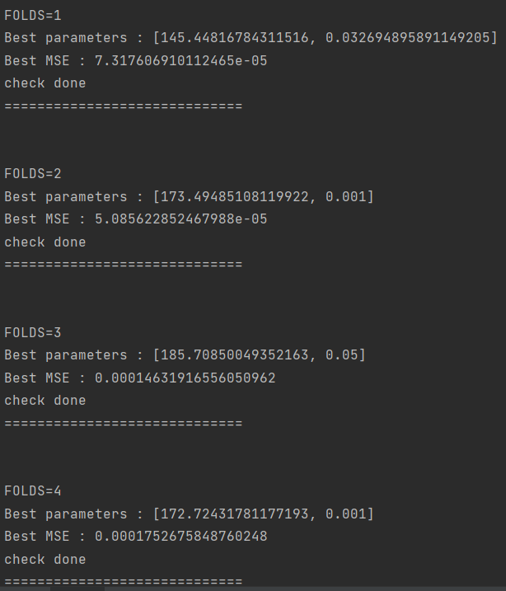 FOLDS=1
Best parameters : [145.44816784311516, 0.032694895891149205]
Best MSE : 7.317606910112465e-05
check done
=============================
FOLDS=2
Best parameters : [173.49485108119922, 0.001]
Best MSE : 5.085622852467988e-05
check done
=============================
FOLDS=3
Best parameters : [185.70850049352163, 0.05]
Best MSE : 0.00014631916556050962
check done
=============================
FOLDS=4
Best parameters : [172.72431781177193, 0.001]
Best MSE : 0.0001752675848760248
check done
=============================